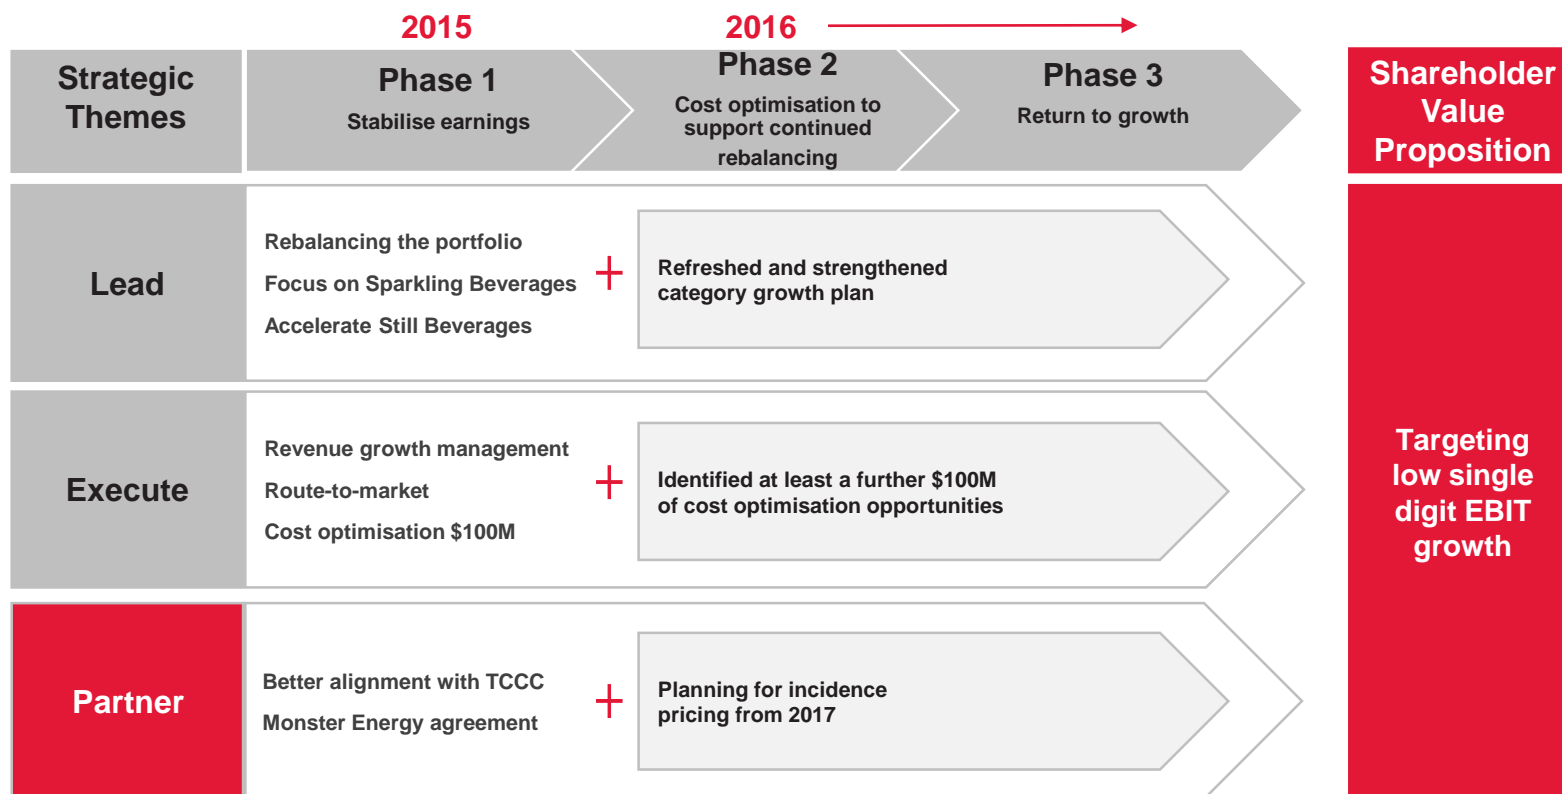 2015
2016
Strategic
Themes
Phase 1
Stabilise earnings
Phase 2
Cost optimisation to
support continued
rebalancing
Phase 3
Return to growth
Shareholder
Value
Proposition
Lead
Rebalancing the portfolio
Focus on Sparkling Beverages
Accelerate Still Beverages
+
Refreshed and strengthened
category growth plan
Execute
Revenue growth management
Route-to-market
Cost optimisation $100M
+
Identified at least a further $100M
of cost optimisation opportunities
Partner
Better alignment with TCCC
Monster Energy agreement
+
Planning for incidence
pricing from 2017
Targeting
low single
digit EBIT
growth